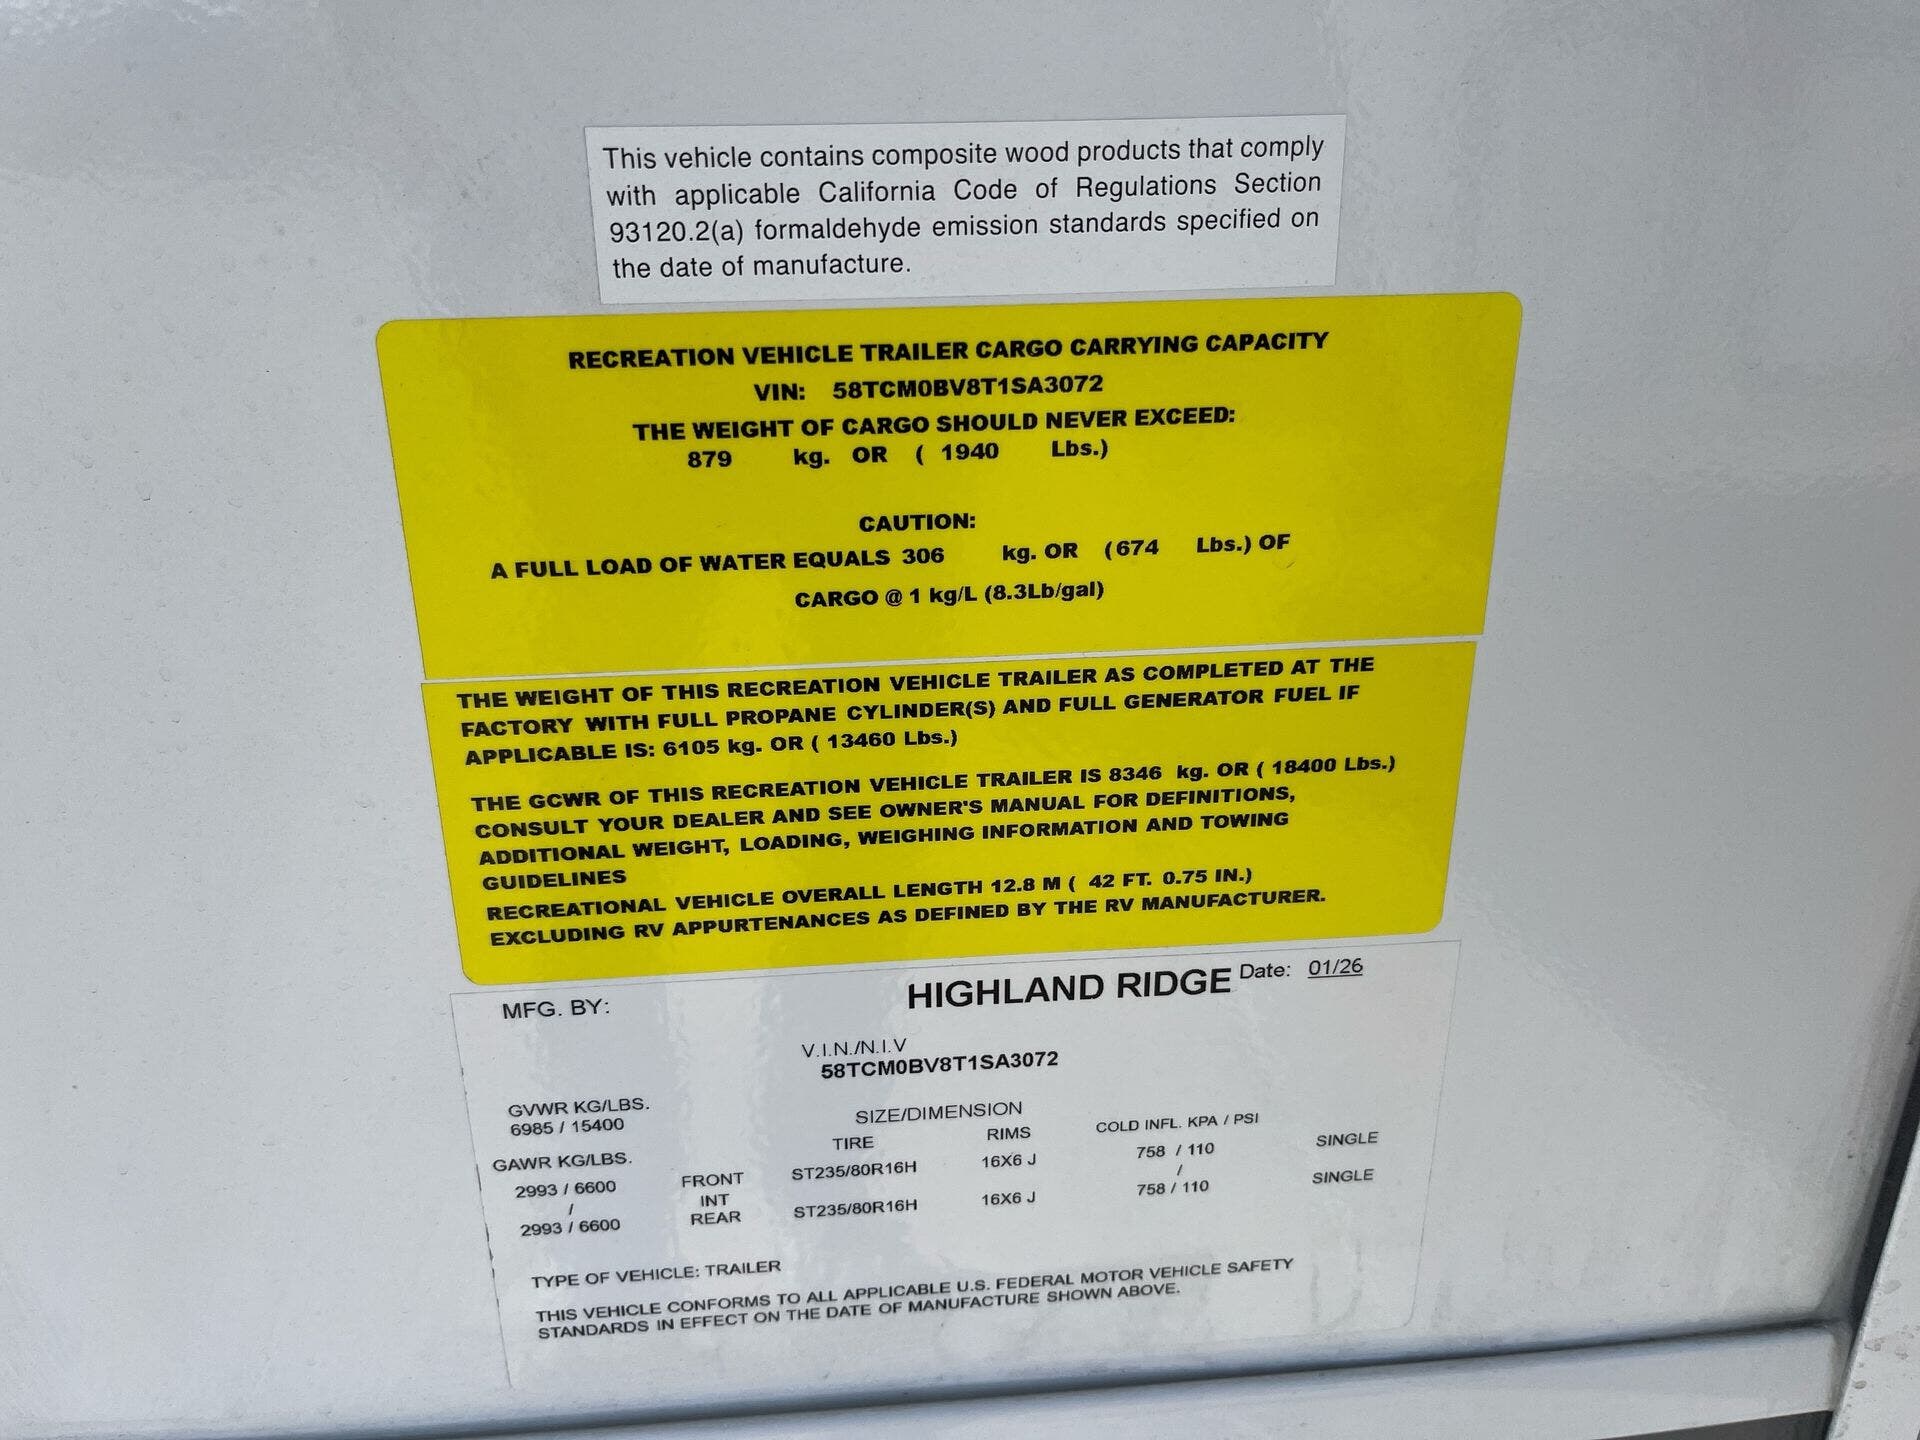 This vehicle contains composite wood products that comply
with applicable California Code of Regulations Section
93120.2(a) formaldehyde emission standards specified on
the date of manufacture.
RECREATION VEHICLE TRAILER CARGO CARRYING CAPACITY
VIN: 58TCM0BV8T1SA3072
THE WEIGHT OF CARGO SHOULD NEVER EXCEED:
879 kg. OR ( 1940 Lbs.)
CAUTION:
A FULL LOAD OF WATER EQUALS 306 kg. OR (674 Lbs.) OF
CARGO @ 1 kg/L (8.3Lb/gal)
THE WEIGHT OF THIS RECREATION VEHICLE TRAILER AS COMPLETED AT THE
FACTORY WITH FULL PROPANE CYLINDER(S) AND FULL GENERATOR FUEL IF
APPLICABLE IS: 6105 kg. OR ( 13460 Lbs.)
THE GCWR OF THIS RECREATION VEHICLE TRAILER IS 8346 kg. OR ( 18400 Lbs.)
CONSULT YOUR DEALER AND SEE OWNER'S MANUAL FOR DEFINITIONS,
ADDITIONAL WEIGHT, LOADING, WEIGHING INFORMATION AND TOWING
GUIDELINES
RECREATIONAL VEHICLE OVERALL LENGTH 12.8 M ( 42 FT. 0.75 IN.)
EXCLUDING RV APPURTENANCES AS DEFINED BY THE RV MANUFACTURER.
MFG. BY: HIGHLAND RIDGE Date: 01/26
V.I.N./N.I.V
58TCM0BV8T1SA3072
GVWR KG/LBS. SIZE/DIMENSION
6985 / 15400 TIRE RIMS COLD INFL. KPA / PSI
GAWR KG/LBS.
2993 / 6600 FRONT ST235/80R16H 16X6 J 758 / 110 SINGLE
/ INT /
2993 / 6600 REAR ST235/80R16H 16X6 J 758 / 110 SINGLE
TYPE OF VEHICLE: TRAILER
THIS VEHICLE CONFORMS TO ALL APPLICABLE U.S. FEDERAL MOTOR VEHICLE SAFETY
STANDARDS IN EFFECT ON THE DATE OF MANUFACTURE SHOWN ABOVE.